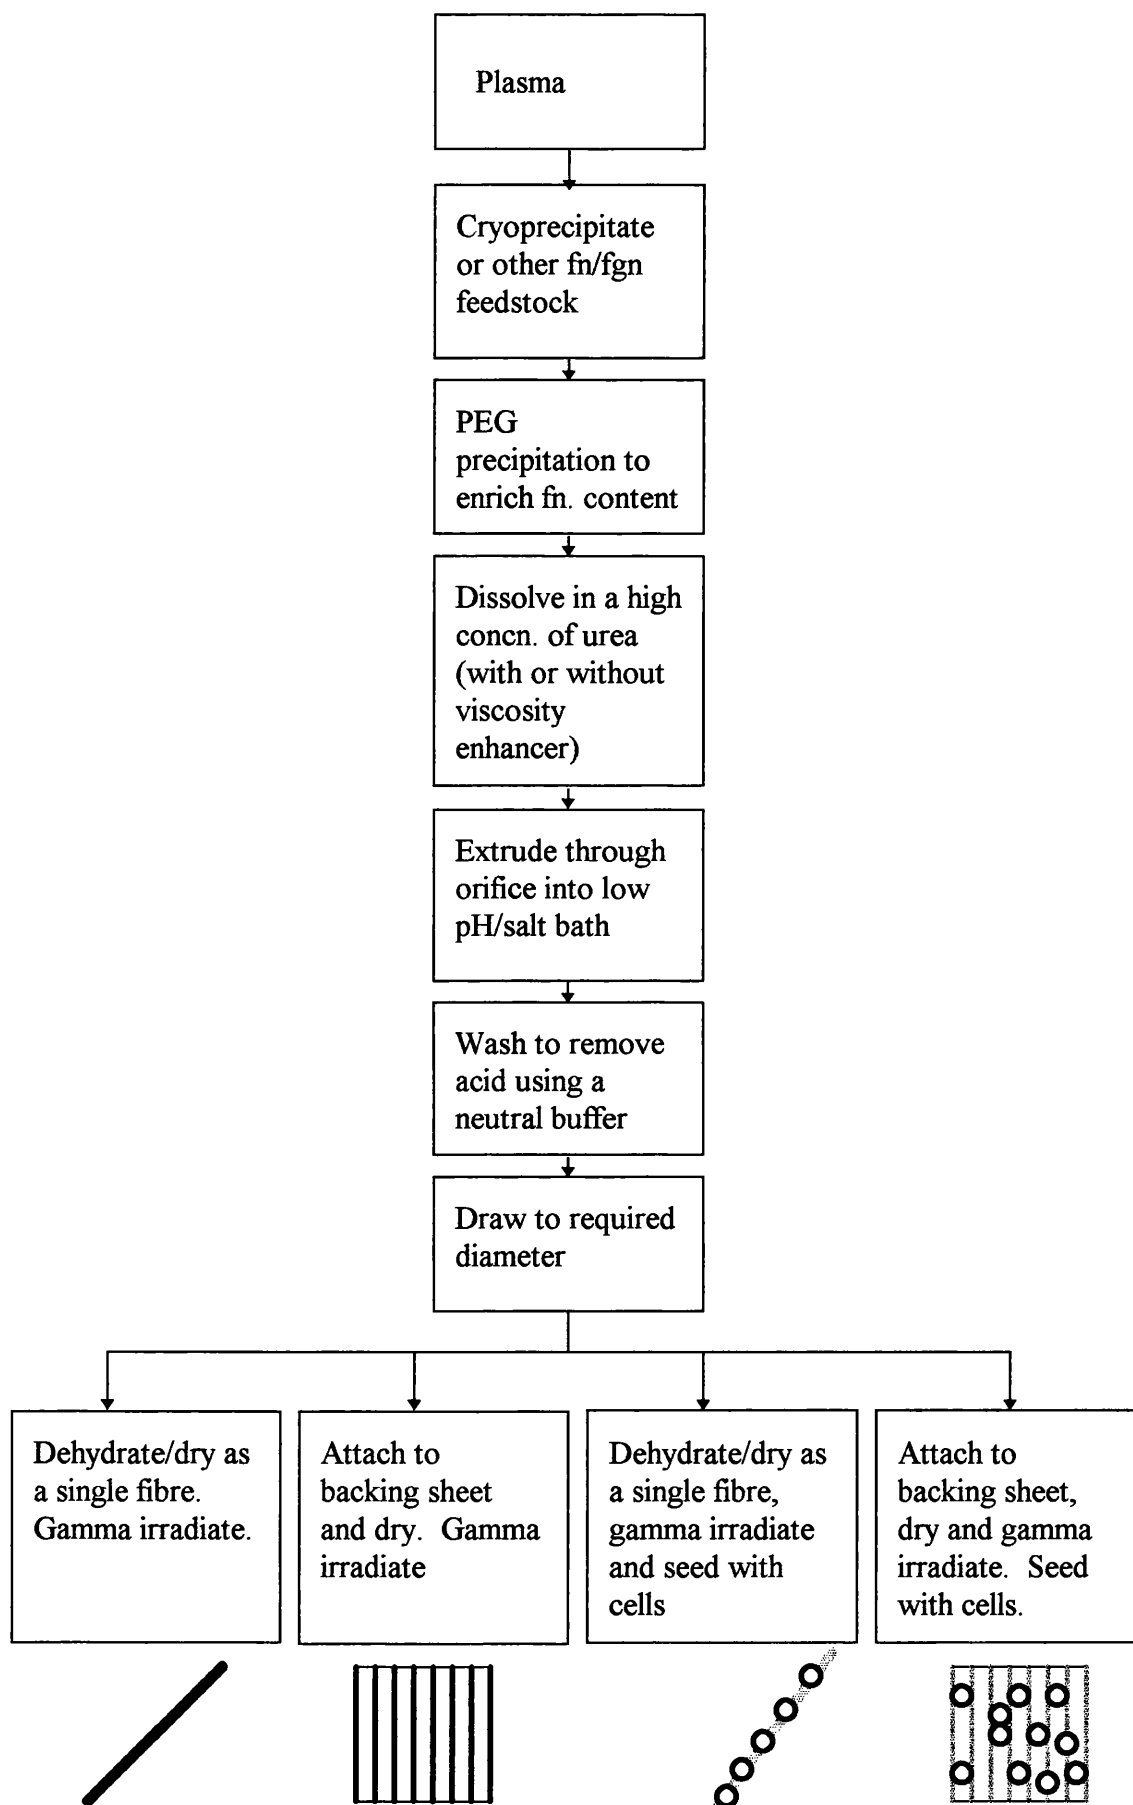 Plasma
Cryoprecipitate
or other fn/fgn
feedstock
PEG
precipitation to
enrich fn. content
Dissolve in a high
concn. of urea
(with or without
viscosity
enhancer)
Extrude through
orifice into low
pH/salt bath
Wash to remove
acid using a
neutral buffer
Draw to required
diameter
Dehydrate/dry as
a single fibre.
Gamma irradiate.
Attach to
backing sheet
and dry.  Gamma
irradiate
Dehydrate/dry as
a single fibre,
gamma irradiate
and seed with
cells
Attach to
backing sheet,
dry and gamma
irradiate.  Seed
with cells.